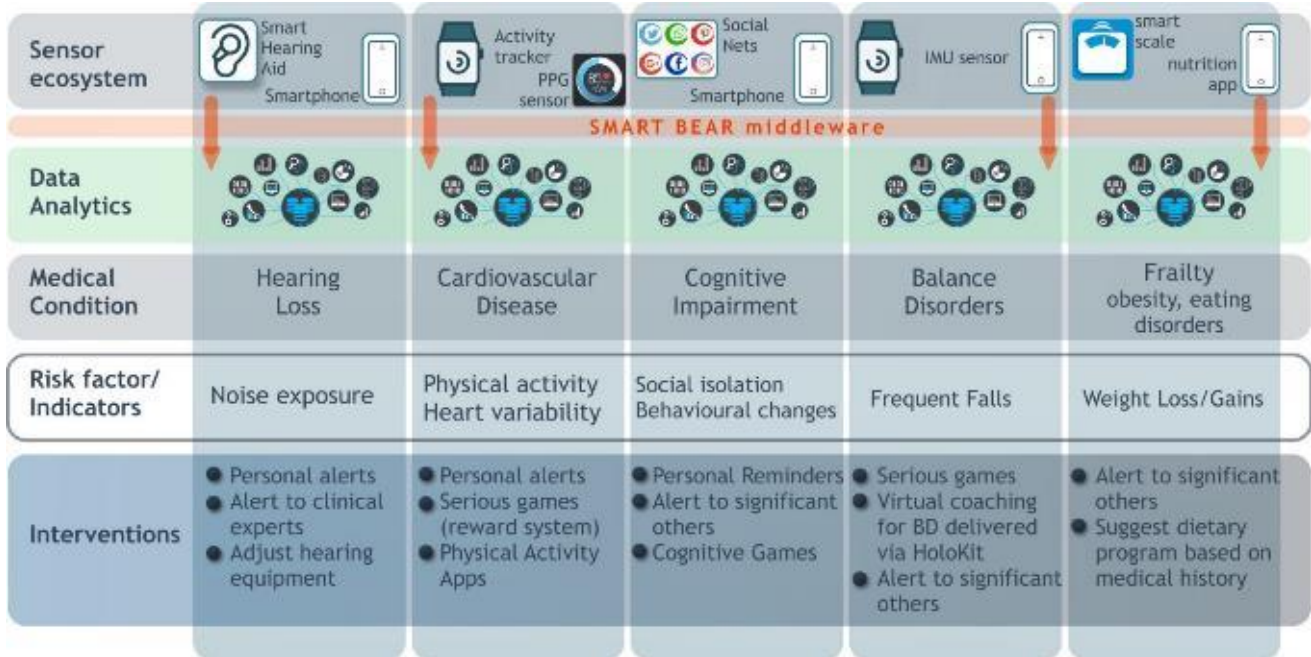 Sensor
ecosystem
Smart
Hearing
Aid
Smartphone
Activity
tracker
PPG
sensor
Social
Nets
Smartphone
IMU sensor
smart
scale
nutrition
app
SMART BEAR middleware
Data
Analytics
Medical
Condition
Hearing
Loss
Cardiovascular
Disease
Cognitive
Impairment
Balance
Disorders
Frailty
obesity, eating
disorders
Risk factor/
Indicators
Noise exposure
Physical activity
Heart variability
Social isolation
Behavioural changes
Frequent Falls
Weight Loss/Gains
Interventions
● Personal alerts
● Alert to clinical
experts
● Adjust hearing
equipment
● Personal alerts
● Serious games
(reward system)
● Physical Activity
Apps
● Personal Reminders
● Alert to significant
others
● Cognitive Games
● Serious games
● Virtual coaching
for BD delivered
via HoloKit
● Alert to significant
others
● Alert to significant
others
● Suggest dietary
program based on
medical history